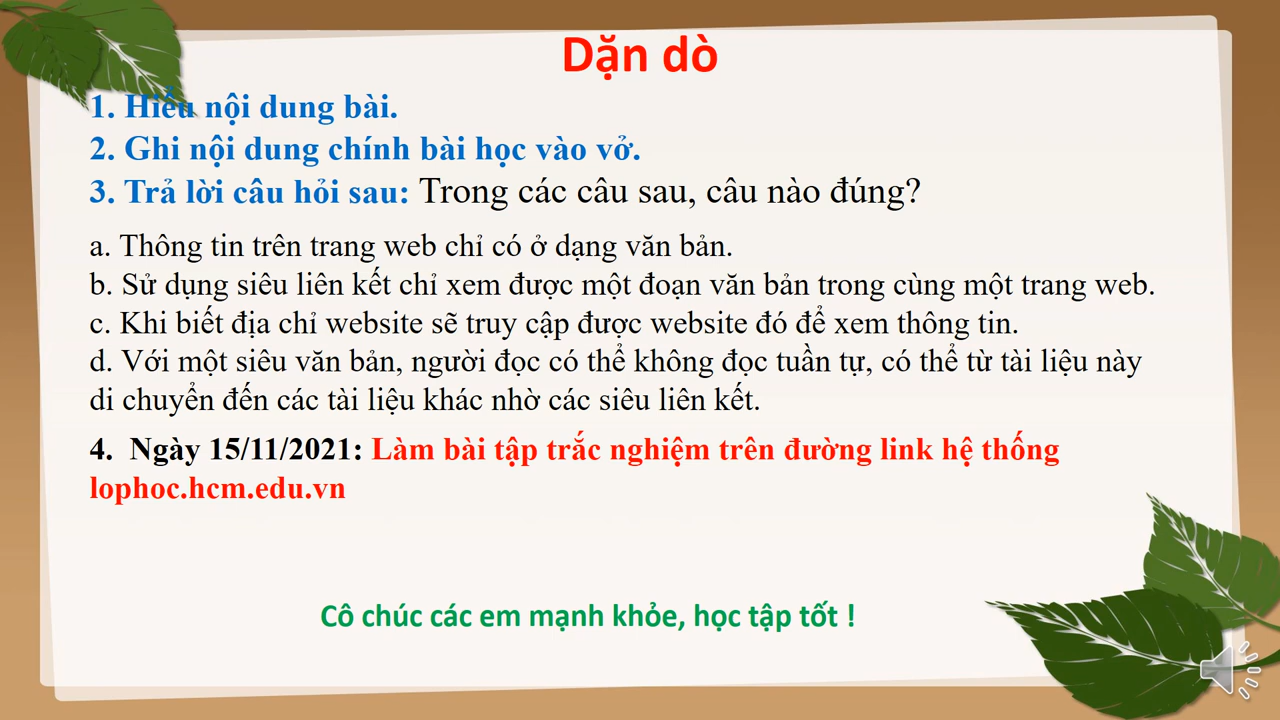 Dặn dò
1. Hiểu nội dung bài.
2. Ghi nội dung chính bài học vào vở.
3. Trả lời câu hỏi sau: Trong các câu sau, câu nào đúng?
a. Thông tin trên trang web chỉ có ở dạng văn bản.
b. Sử dụng siêu liên kết chỉ xem được một đoạn văn bản trong cùng một trang web.
c. Khi biết địa chỉ website sẽ truy cập được website đó để xem thông tin.
d. Với một siêu văn bản, người đọc có thể không đọc tuần tự, có thể từ tài liệu này
di chuyển đến các tài liệu khác nhờ các siêu liên kết.
4. Ngày 15/11/2021: Làm bài tập trắc nghiệm trên đường link hệ thống
lophoc.hcm.edu.vn
Cô chúc các em mạnh khỏe, học tập tốt !